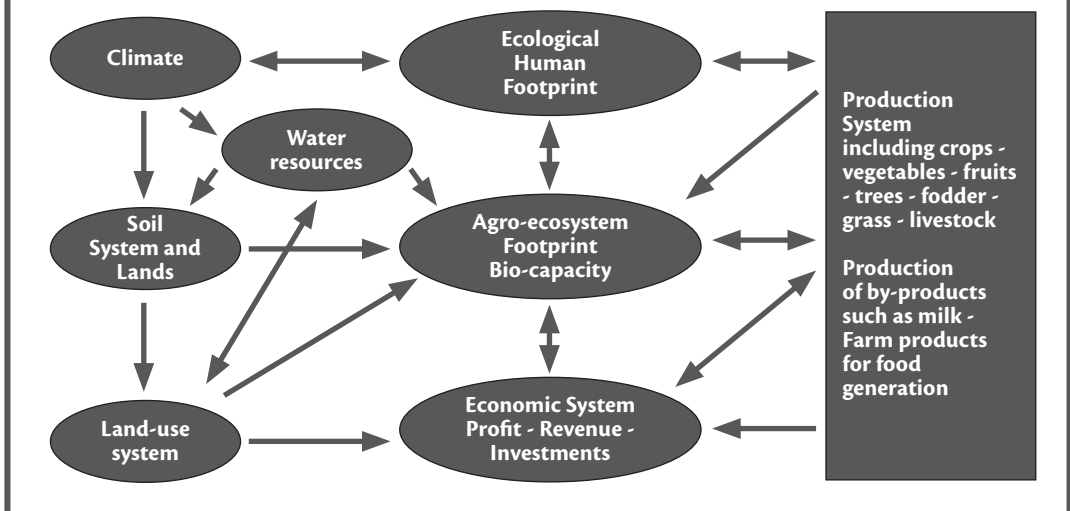 Climate
Ecological
Human
Footprint
Water
resources
Soil
System and
Lands
Agro-ecosystem
Footprint
Bio-capacity
Land-use
system
Economic System
Profit - Revenue -
Investments
Production
System
including crops -
vegetables - fruits
- trees - fodder -
grass - livestock
Production
of by-products
such as milk -
Farm products
for food
generation